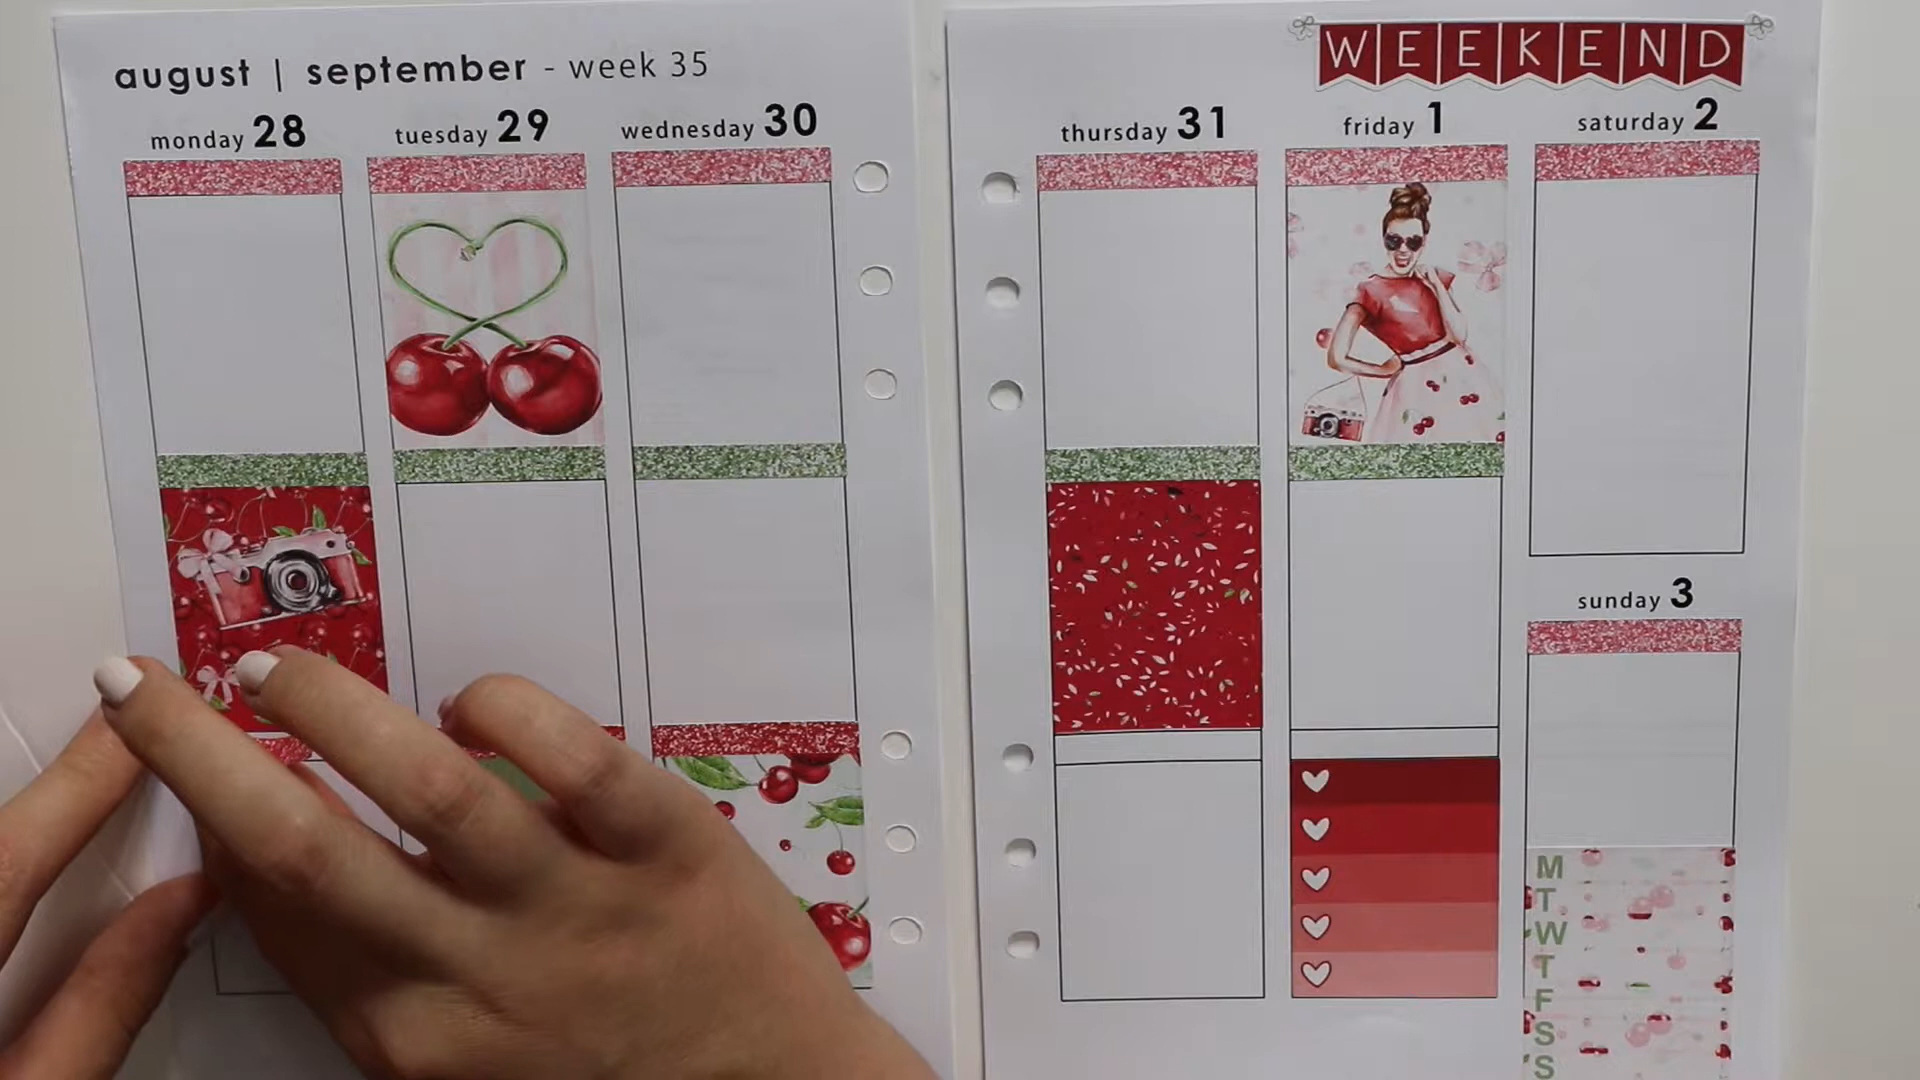 august | september - week 35
monday 28
tuesday 29
wednesday 30
WEEKEND
thursday 31
friday 1
saturday 2
sunday 3
M
T
W
T
F
S
S